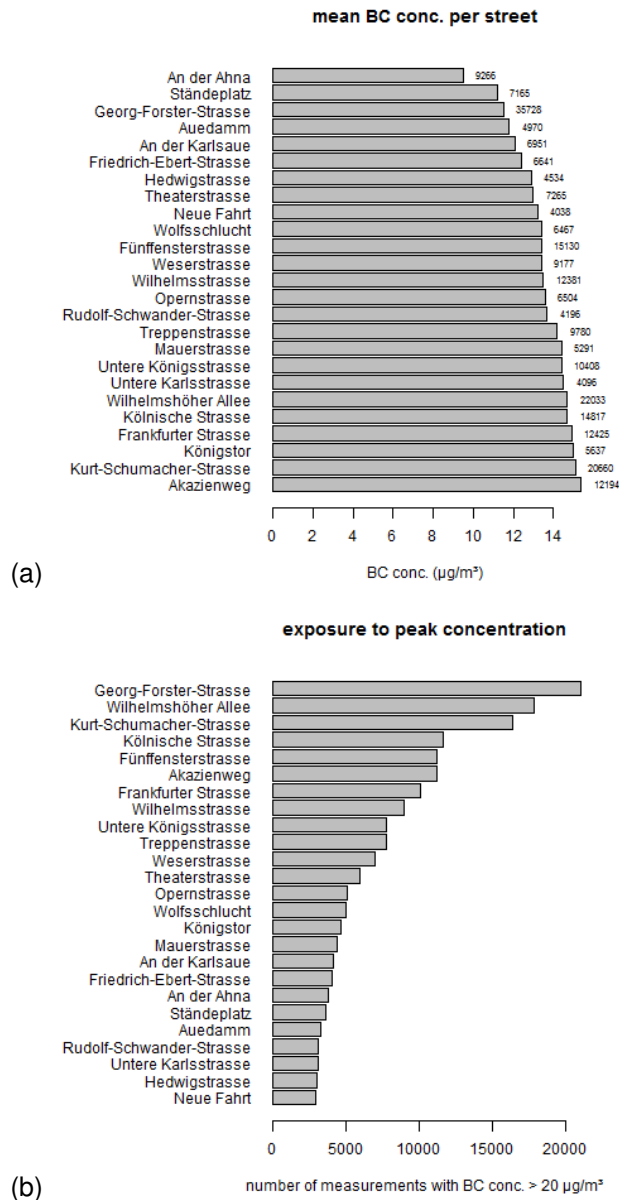 mean BC conc. per street
An der Ahna 9266
Ständeplatz 7165
Georg-Forster-Strasse 35728
Auedamm 4970
An der Karlsaue 6951
Friedrich-Ebert-Strasse 6641
Hedwigstrasse 4534
Theaterstrasse 7265
Neue Fahrt 4038
Wolfsschlucht 6467
Fünffensterstrasse 15130
Weserstrasse 9177
Wilhelmsstrasse 12381
Opernstrasse 6504
Rudolf-Schwander-Strasse 4196
Treppenstrasse 9780
Mauerstrasse 5291
Untere Königsstrasse 10408
Untere Karlsstrasse 4096
Wilhelmshöher Allee 22033
Kölnische Strasse 14817
Frankfurter Strasse 12425
Königstor 5637
Kurt-Schumacher-Strasse 20660
Akazienweg 12194
0 2 4 6 8 10 12 14
(a) BC conc. (µg/m³)
exposure to peak concentration
Georg-Forster-Strasse
Wilhelmshöher Allee
Kurt-Schumacher-Strasse
Kölnische Strasse
Fünffensterstrasse
Akazienweg
Frankfurter Strasse
Wilhelmsstrasse
Untere Königsstrasse
Treppenstrasse
Weserstrasse
Theaterstrasse
Opernstrasse
Wolfsschlucht
Königstor
Mauerstrasse
An der Karlsaue
Friedrich-Ebert-Strasse
An der Ahna
Ständeplatz
Auedamm
Rudolf-Schwander-Strasse
Untere Karlsstrasse
Hedwigstrasse
Neue Fahrt
0 5000 10000 15000 20000
(b) number of measurements with BC conc. > 20 µg/m³